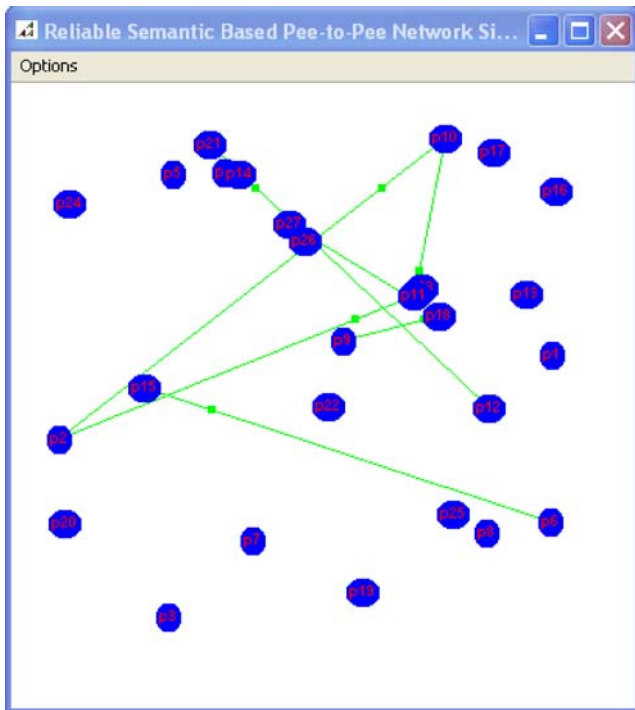 Reliable Semantic Based Pee-to-Pee Network Si...
Options
p21
p10
p17
p5
p14
p16
p24
p27
p26
p11
p13
p18
p9
p1
p15
p22
p12
p2
p20
p25
p6
p8
p7
p19
p3